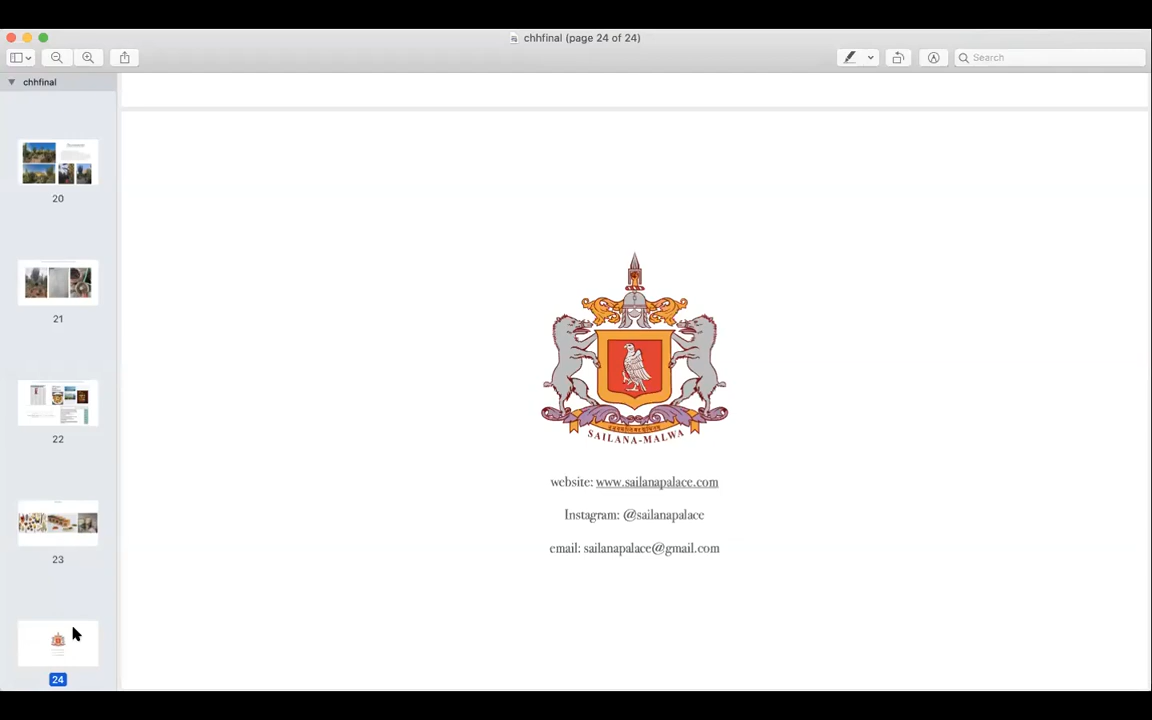 chhfinal (page 24 of 24)
Search
chhfinal
20
21
22
23
24
SAILANA-MALWA
website: www.sailanapalace.com
Instagram: @sailanapalace
email: sailanapalace@gmail.com